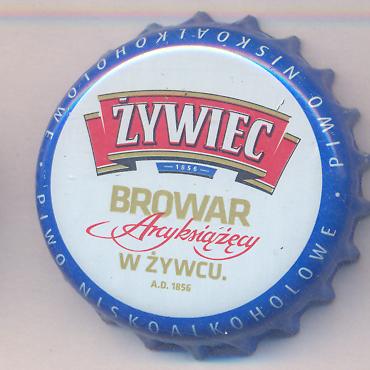 ŻYWIEC
1856
BROWAR
Arcyksiążęcy
W ŻYWCU.
A.D. 1856
PIWO NISKOALKOHOLOWE • PIWO NISKOALKOHOLOWE •